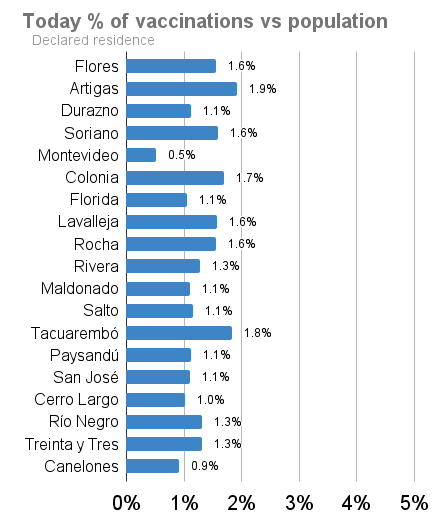 Today % of vaccinations vs population
Declared residence
Flores 1.6%
Artigas 1.9%
Durazno 1.1%
Soriano 1.6%
Montevideo 0.5%
Colonia 1.7%
Florida 1.1%
Lavalleja 1.6%
Rocha 1.6%
Rivera 1.3%
Maldonado 1.1%
Salto 1.1%
Tacuarembó 1.8%
Paysandú 1.1%
San José 1.1%
Cerro Largo 1.0%
Río Negro 1.3%
Treinta y Tres 1.3%
Canelones 0.9%
0% 1% 2% 3% 4% 5%